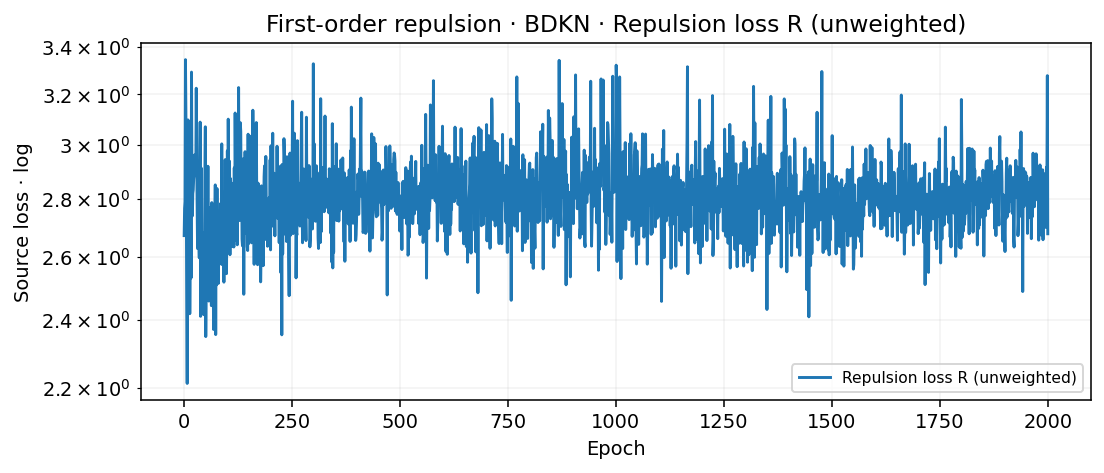 First-order repulsion · BDKN · Repulsion loss R (unweighted)
Source loss · log
3.4 × 10⁰
3.2 × 10⁰
3 × 10⁰
2.8 × 10⁰
2.6 × 10⁰
2.4 × 10⁰
2.2 × 10⁰
Repulsion loss R (unweighted)
0 250 500 750 1000 1250 1500 1750 2000
Epoch